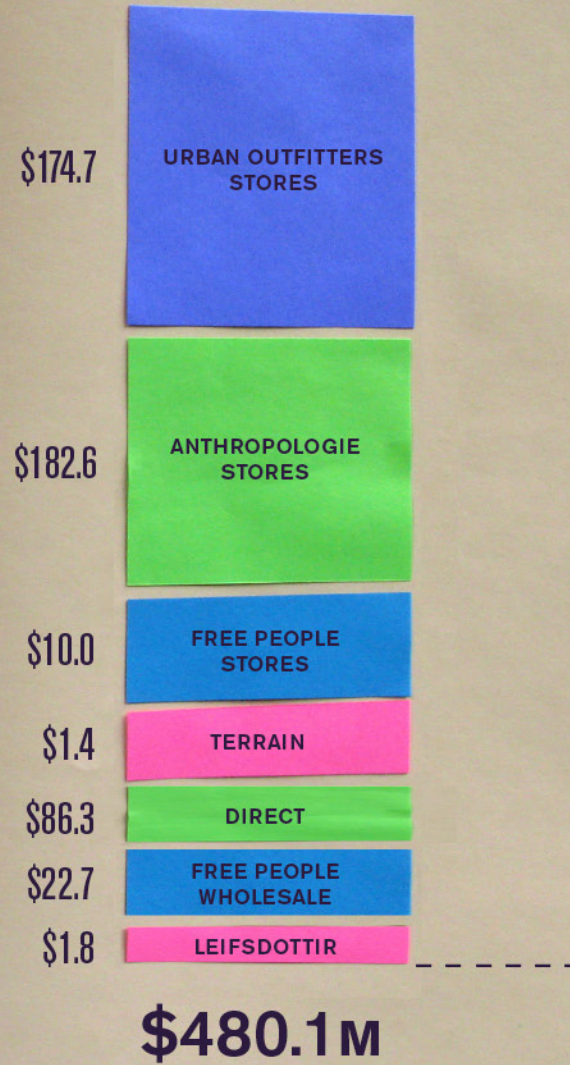 $174.7
URBAN OUTFITTERS
STORES
$182.6
ANTHROPOLOGIE
STORES
$10.0
FREE PEOPLE
STORES
$1.4
TERRAIN
$86.3
DIRECT
$22.7
FREE PEOPLE
WHOLESALE
$1.8
LEIFSDOTTIR
$480.1M